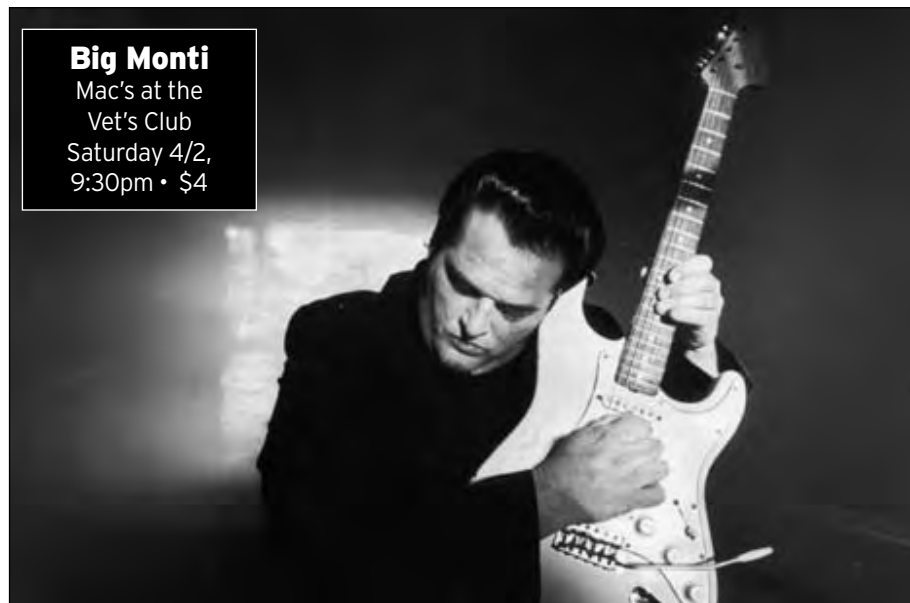 Big Monti
Mac's at the
Vet's Club
Saturday 4/2,
9:30pm • $4